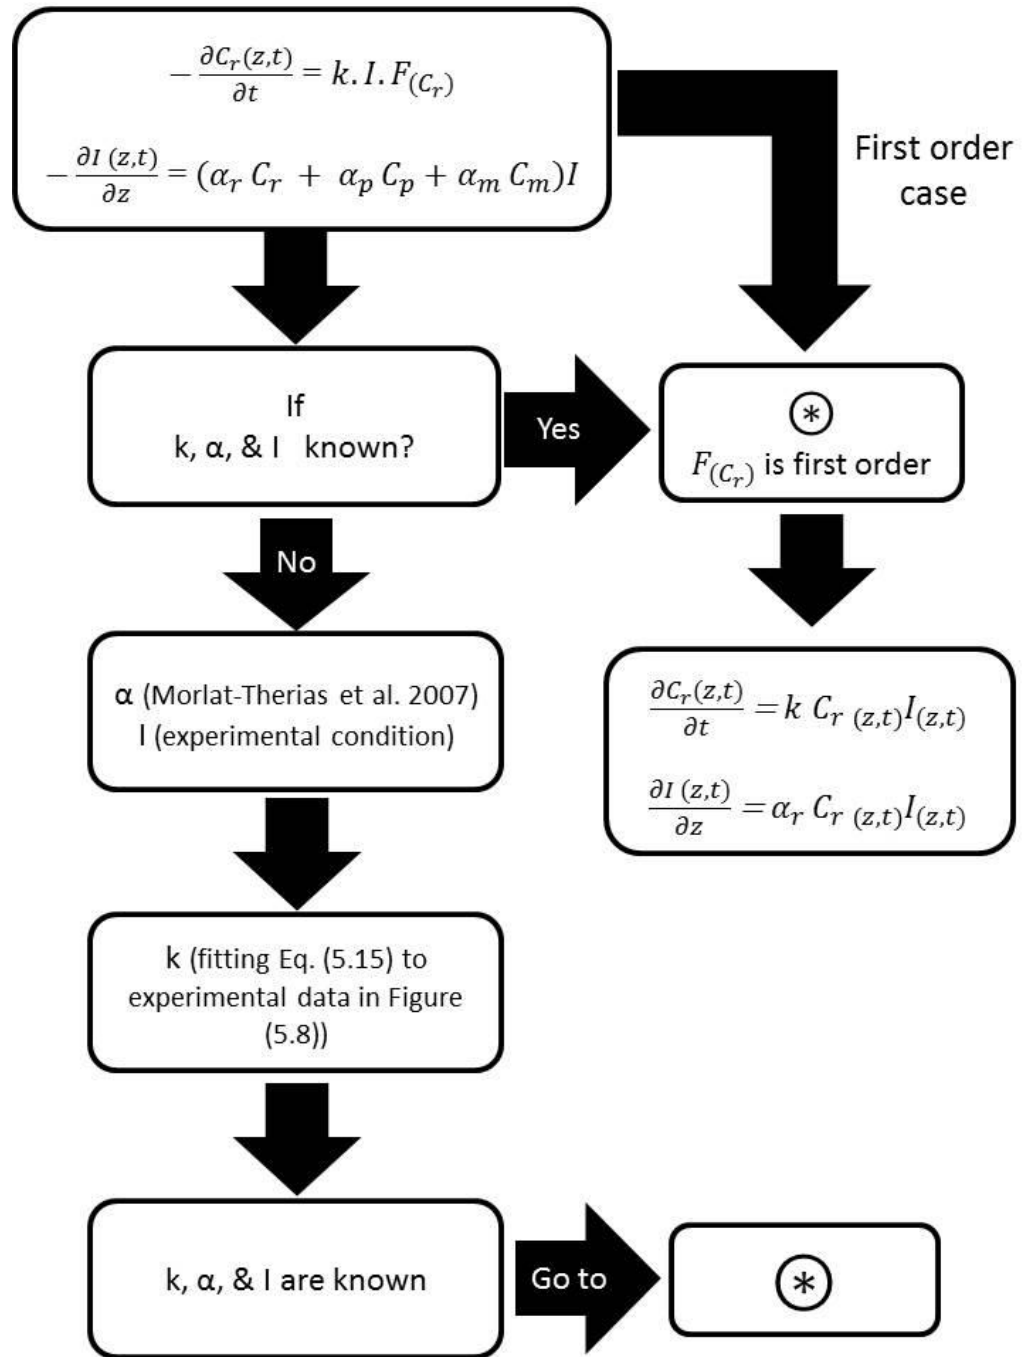 −∂C_r(z,t)/∂t = k. I. F_(C_r)
−∂I (z,t)/∂z = (α_r C_r + α_p C_p + α_m C_m)I
First order
case
If
k, α, & I known?
Yes
⊛
F_(C_r) is first order
No
α (Morlat-Therias et al. 2007)
I (experimental condition)
∂C_r(z,t)/∂t = k C_r (z,t) I_(z,t)
∂I (z,t)/∂z = α_r C_r (z,t) I_(z,t)
k (fitting Eq. (5.15) to
experimental data in Figure
(5.8))
k, α, & I are known
Go to
⊛